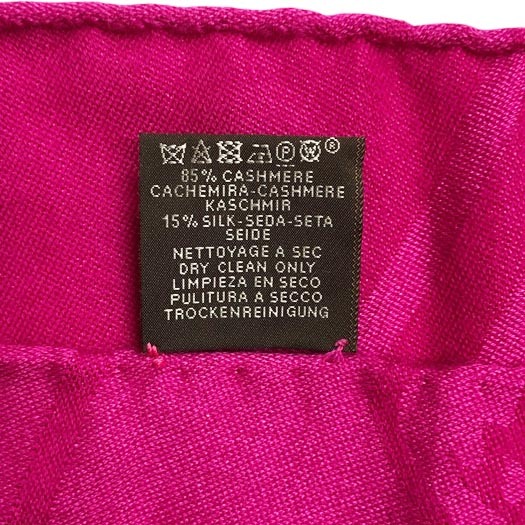 P W ®
85% CASHMERE
CACHEMIRA-CASHMERE
KASCHMIR
15% SILK-SEDA-SETA
SEIDE
NETTOYAGE A SEC
DRY CLEAN ONLY
LIMPIEZA EN SECO
PULITURA A SECCO
TROCKENREINIGUNG